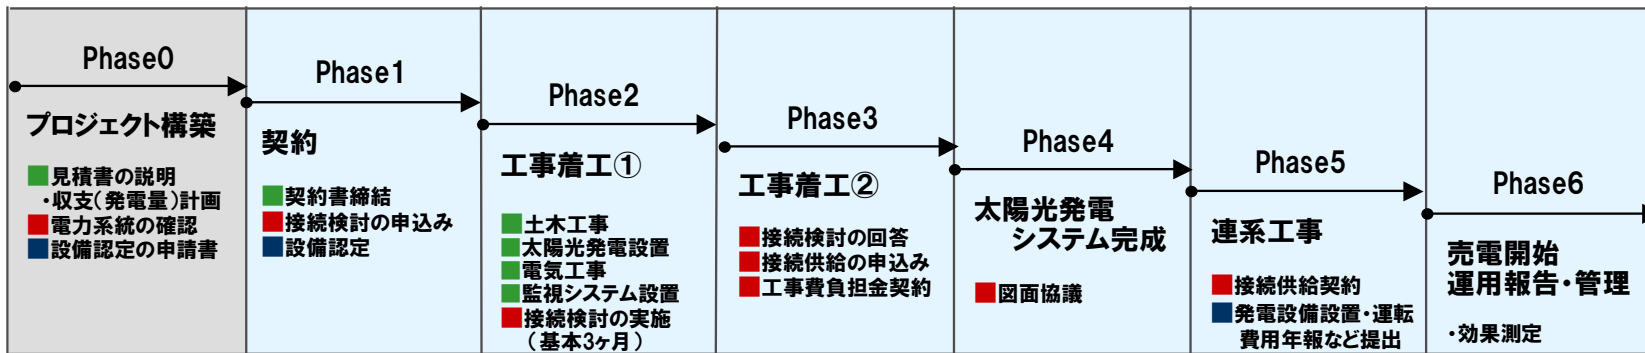 Phase0
プロジェクト構築
■見積書の説明
・収支(発電量)計画
■電力系統の確認
■設備認定の申請書
Phase1
契約
■契約書締結
■接続検討の申込み
■設備認定
Phase2
工事着工①
■土木工事
■太陽光発電設置
■電気工事
■監視システム設置
■接続検討の実施
(基本3ヶ月)
Phase3
工事着工②
■接続検討の回答
■接続供給の申込み
■工事費負担金契約
Phase4
太陽光発電
システム完成
■図面協議
Phase5
連系工事
■接続供給契約
■発電設備設置・運転
費用年報など提出
Phase6
売電開始
運用報告・管理
・効果測定